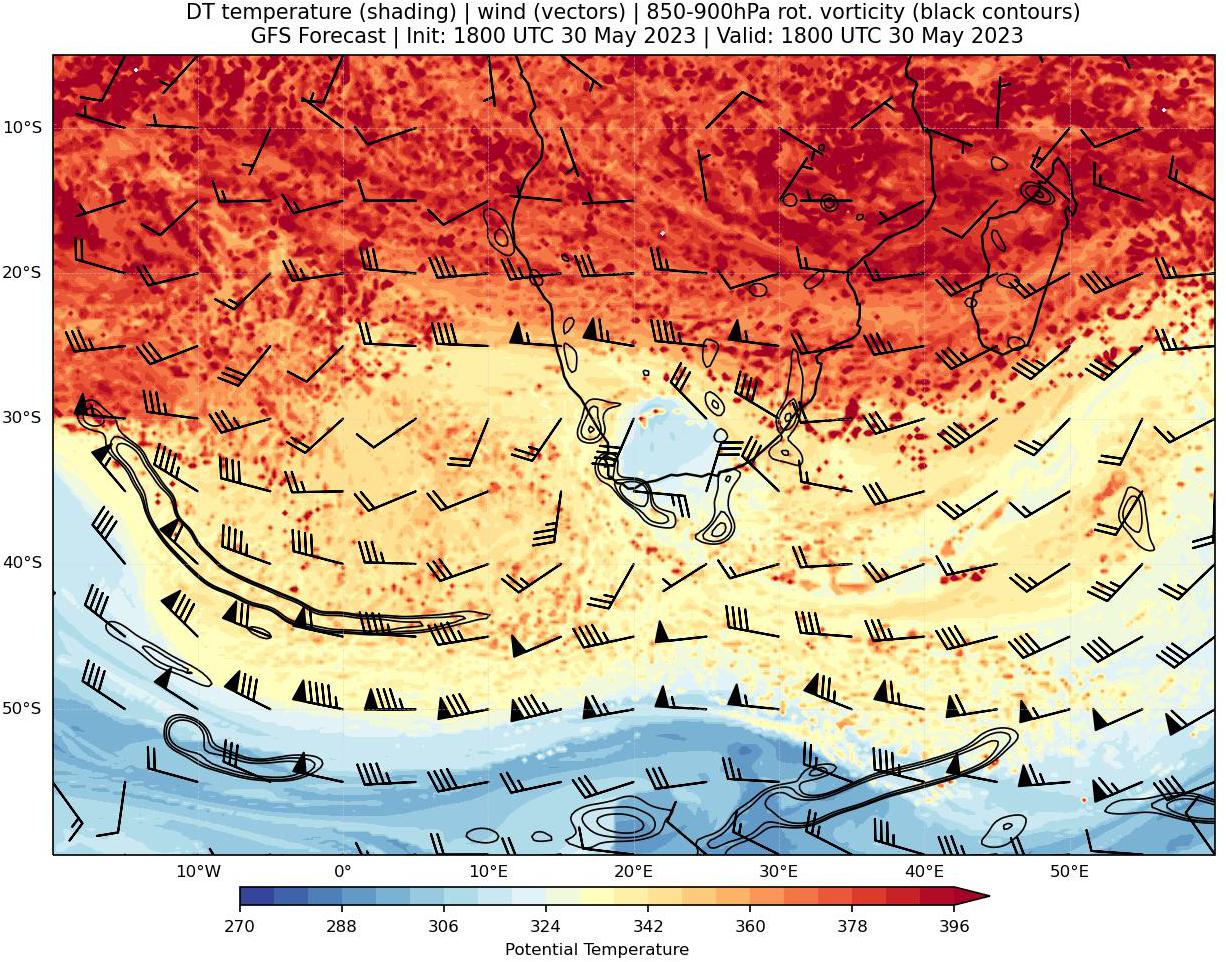 DT temperature (shading) | wind (vectors) | 850-900hPa rot. vorticity (black contours)
GFS Forecast | Init: 1800 UTC 30 May 2023 | Valid: 1800 UTC 30 May 2023
10°S
20°S
30°S
40°S
50°S
10°W 0° 10°E 20°E 30°E 40°E 50°E
270 288 306 324 342 360 378 396
Potential Temperature